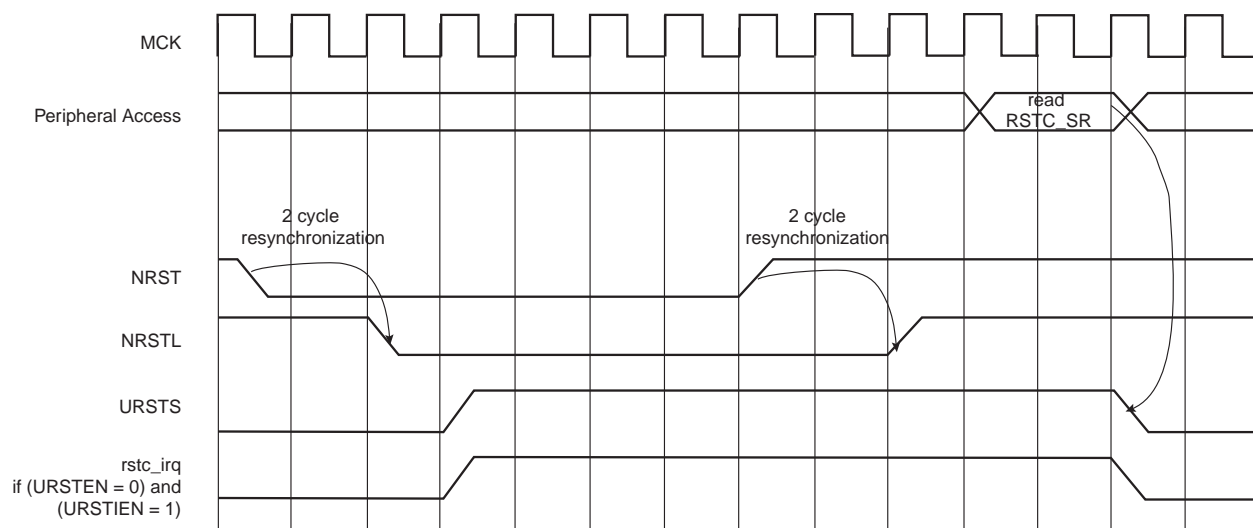 MCK
Peripheral Access
read
RSTC_SR
2 cycle
resynchronization
2 cycle
resynchronization
NRST
NRSTL
URSTS
rstc_irq
if (URSTEN = 0) and
(URSTIEN = 1)